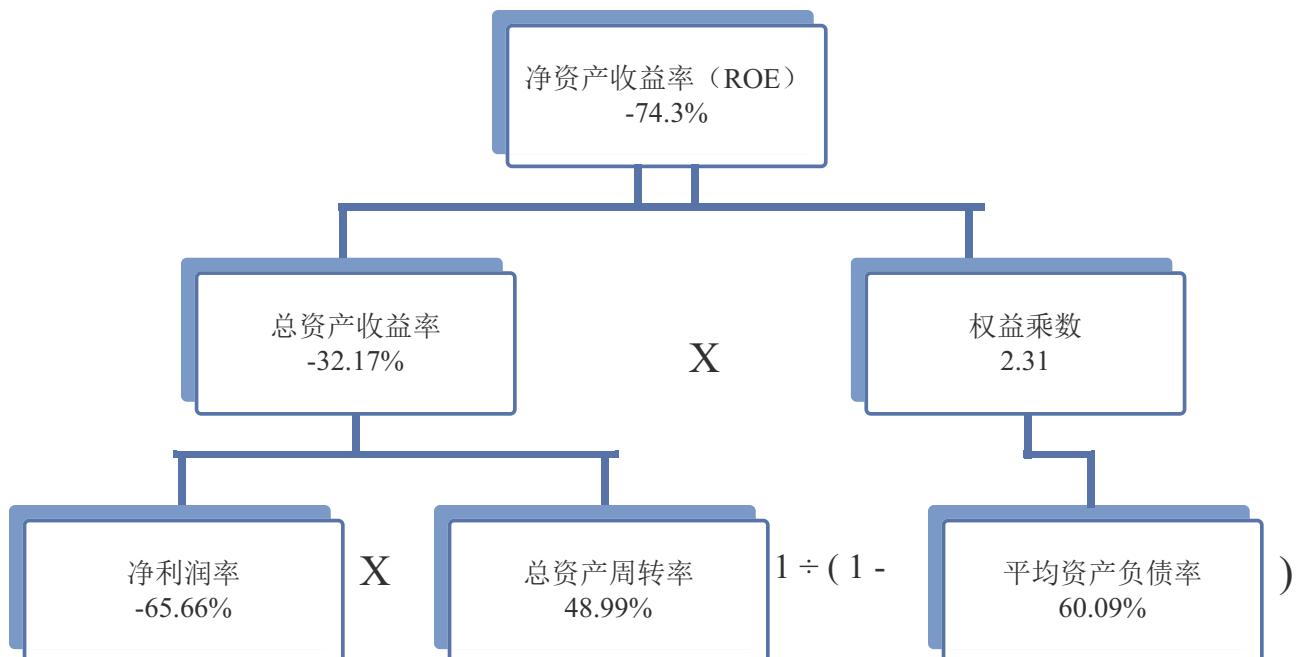 净资产收益率（ROE）
-74.3%
总资产收益率
-32.17%
X
权益乘数
2.31
净利润率
-65.66%
X
总资产周转率
48.99%
1 ÷ ( 1 -
平均资产负债率
60.09%
)